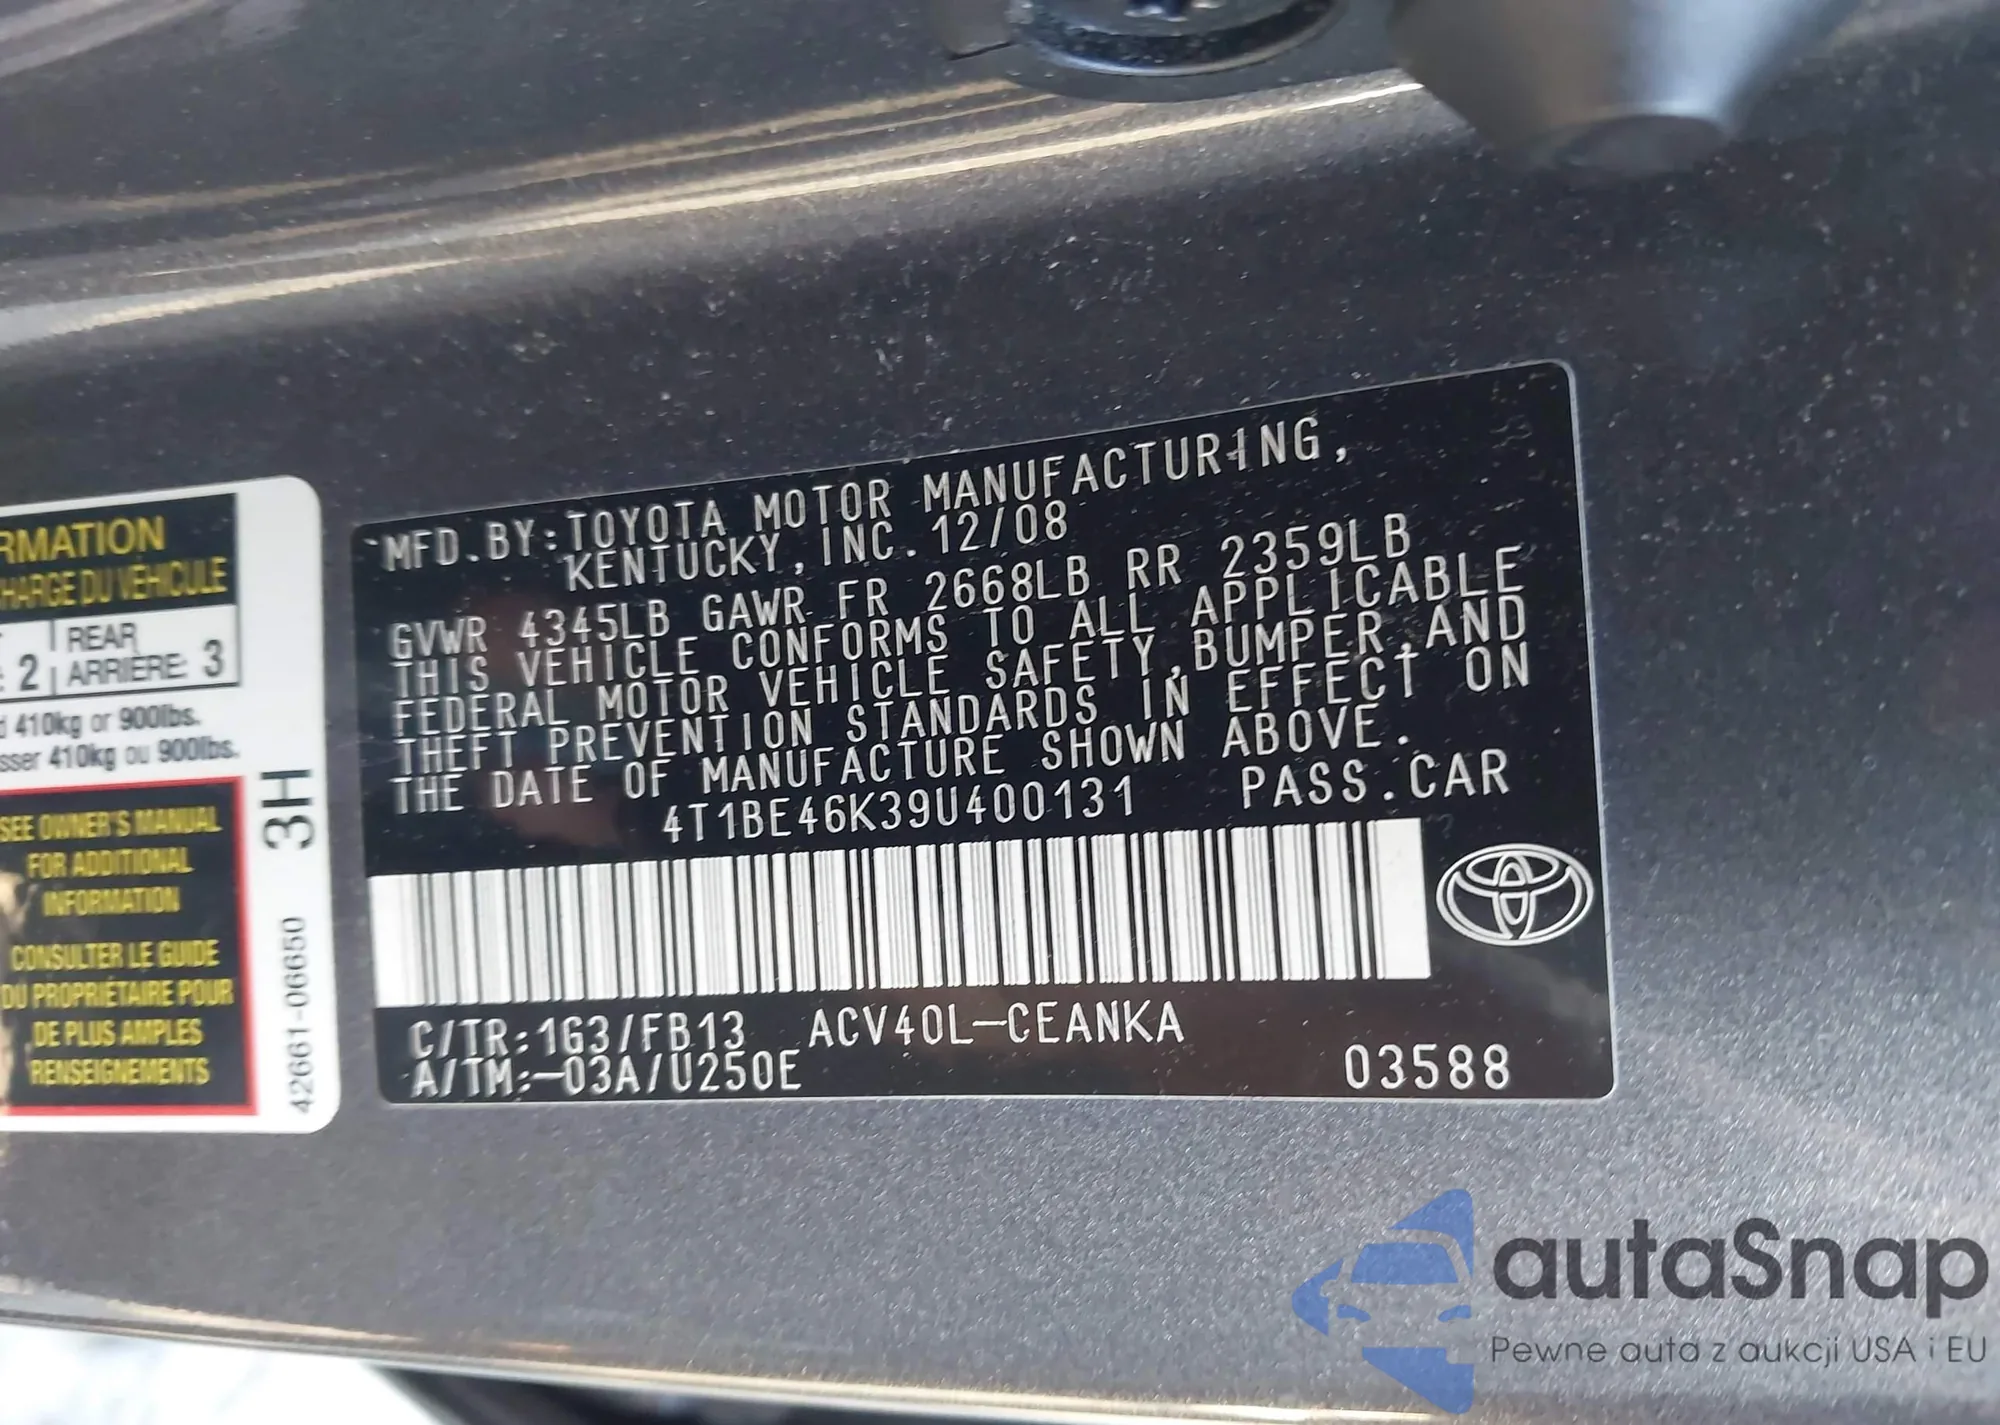 RMATION
HARGE DU VÉHICULE
2 REAR
ARRIÈRE: 3
410kg or 900lbs.
sser 410kg ou 900lbs.
SEE OWNER'S MANUAL
FOR ADDITIONAL
INFORMATION
CONSULTER LE GUIDE
DU PROPRIÉTAIRE POUR
DE PLUS AMPLES
RENSEIGNEMENTS
42661-06650 3H
MFD.BY:TOYOTA MOTOR MANUFACTURING,
KENTUCKY,INC. 12/08
GVWR 4345LB GAWR FR 2668LB RR 2359LB
THIS VEHICLE CONFORMS TO ALL APPLICABLE
FEDERAL MOTOR VEHICLE SAFETY,BUMPER,AND
THEFT PREVENTION STANDARDS IN EFFECT ON
THE DATE OF MANUFACTURE SHOWN ABOVE.
4T1BE46K39U400131 PASS.CAR
C/TR:1G3/FB13 ACV40L-CEANKA
A/TM:-03A/U250E 03588
autaSnap
Pewne auta z aukcji USA i EU